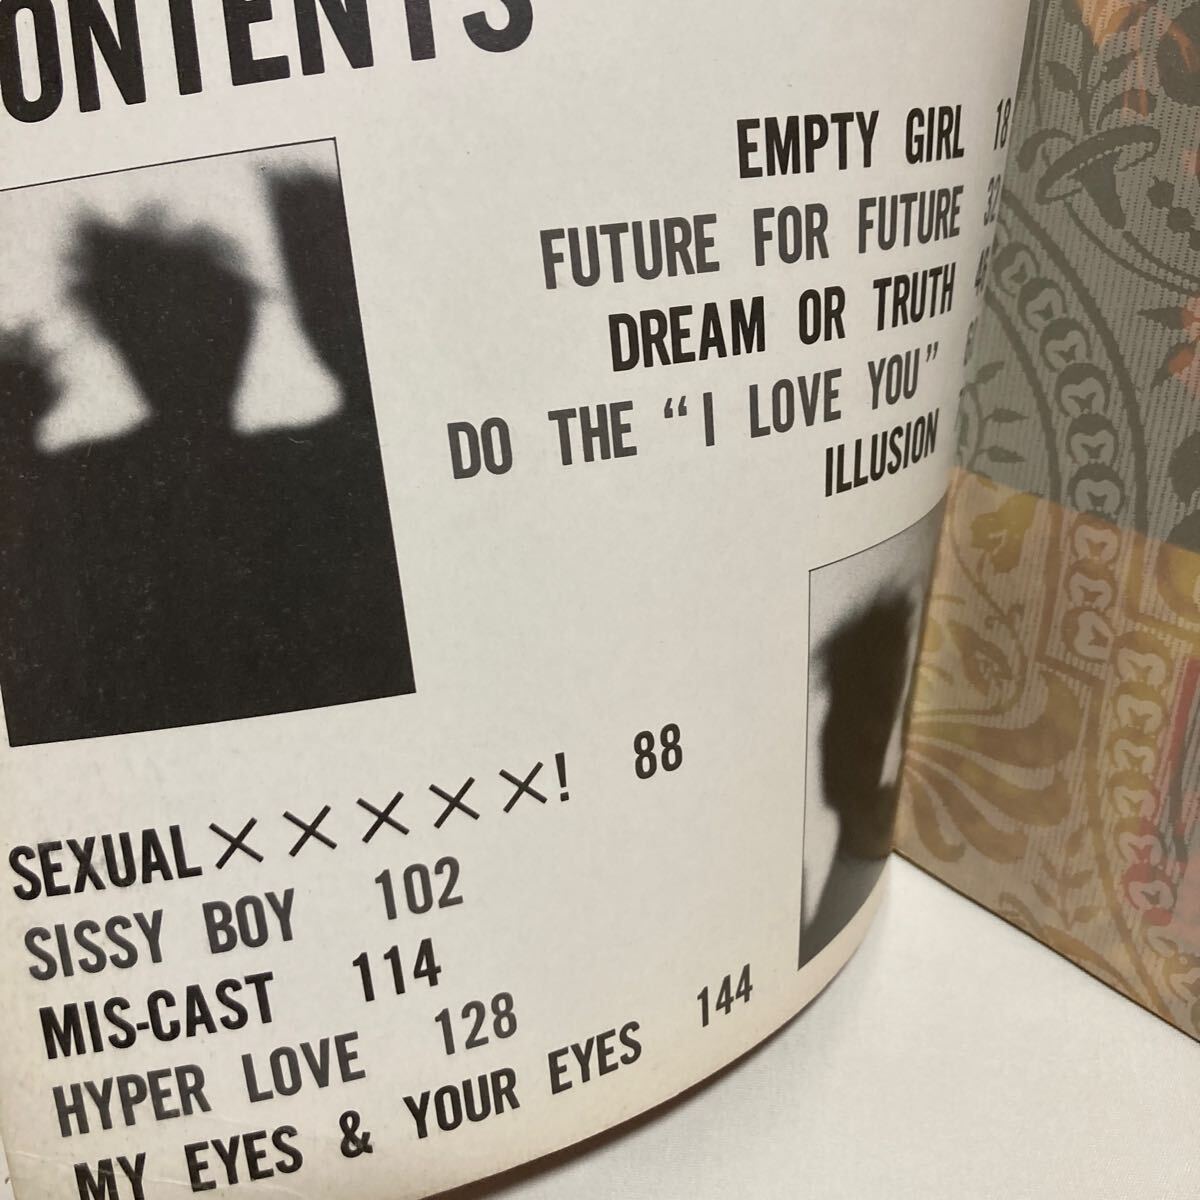 ONTENTS
EMPTY GIRL 18
FUTURE FOR FUTURE 32
DREAM OR TRUTH
DO THE “I LOVE YOU”
ILLUSION
SEXUAL××××× ! 88
SISSY BOY 102
MIS-CAST 114
HYPER LOVE 128
MY EYES & YOUR EYES 144